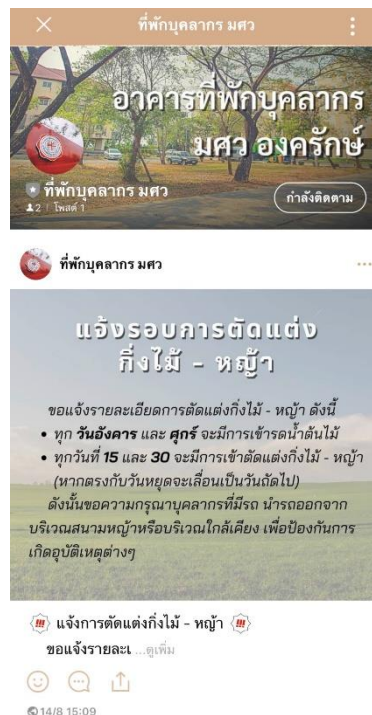 ที่พักบุคลากร มศว
อาคารที่พักบุคลากร
มศว องครักษ์
ที่พักบุคลากร มศว
2 โพสต์ 1
กำลังติดตาม
ที่พักบุคลากร มศว
แจ้งรอบการตัดแต่ง
กิ่งไม้ - หญ้า
ขอแจ้งรายละเอียดการตัดแต่งกิ่งไม้ - หญ้า ดังนี้
• ทุก วันอังคาร และ ศุกร์ จะมีการเข้ารดน้ำต้นไม้
• ทุกวันที่ 15 และ 30 จะมีการเข้าตัดแต่งกิ่งไม้ - หญ้า
(หากตรงกับวันหยุดจะเลื่อนเป็นวันถัดไป)
ดังนั้นขอความกรุณาบุคลากรที่มีรถ นำรถออกจาก
บริเวณสนามหญ้าหรือบริเวณใกล้เคียง เพื่อป้องกันการ
เกิดอุบัติเหตุต่างๆ
!!! แจ้งการตัดแต่งกิ่งไม้ - หญ้า !!!
ขอแจ้งรายละเ ...ดูเพิ่ม
14/8 15:09